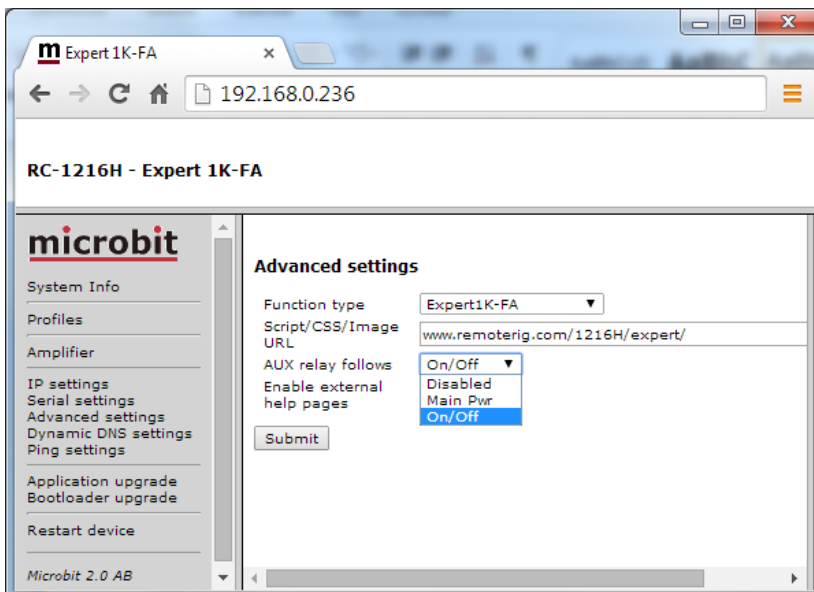 m Expert 1K-FA
192.168.0.236
RC-1216H - Expert 1K-FA
microbit
System Info
Profiles
Amplifier
IP settings
Serial settings
Advanced settings
Dynamic DNS settings
Ping settings
Application upgrade
Bootloader upgrade
Restart device
Microbit 2.0 AB
Advanced settings
Function type Expert1K-FA
Script/CSS/Image
URL www.remoterig.com/1216H/expert/
AUX relay follows On/Off
Disabled
Main Pwr
On/Off
Enable external
help pages
Submit